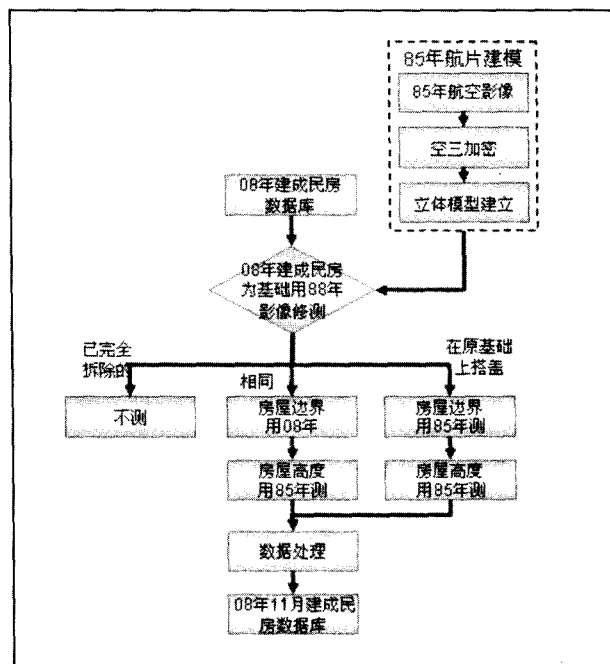 85年航片建模
85年航空影像
空三加密
立体模型建立
08年建成民房
数据库
08年建成民房
为基础用88年
影像修测
已完全
拆除的
相同
在原基础
上搭盖
不测
房屋边界
用08年
房屋边界
用85年测
房屋高度
用85年测
房屋高度
用85年测
数据处理
08年11月建成民
房数据库